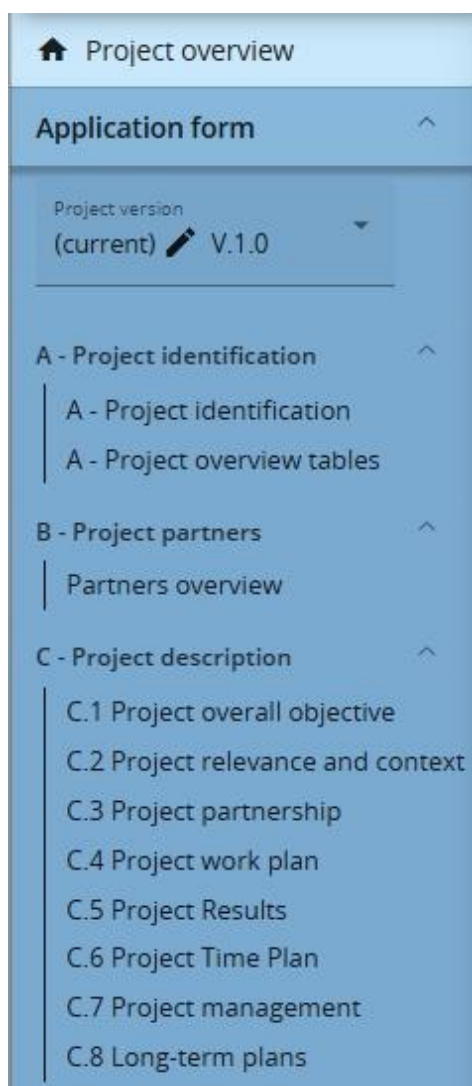 Project overview
Application form
Project version
(current) V.1.0
A - Project identification
A - Project identification
A - Project overview tables
B - Project partners
Partners overview
C - Project description
C.1 Project overall objective
C.2 Project relevance and context
C.3 Project partnership
C.4 Project work plan
C.5 Project Results
C.6 Project Time Plan
C.7 Project management
C.8 Long-term plans